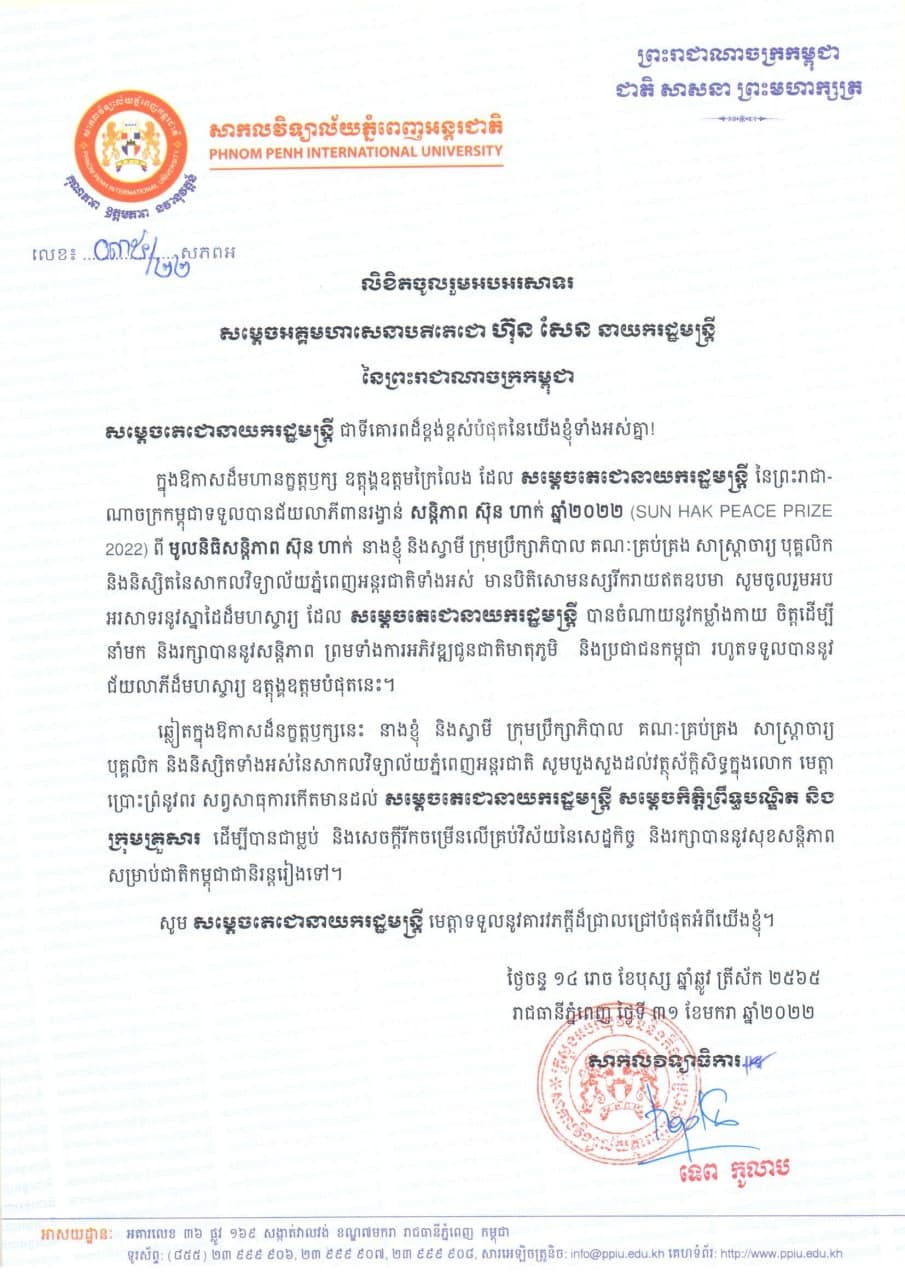 ព្រះរាជាណាចក្រកម្ពុជា
ជាតិ សាសនា ព្រះមហាក្សត្រ
សាកលវិទ្យាល័យភ្នំពេញអន្តរជាតិ
PHNOM PENH INTERNATIONAL UNIVERSITY
សាកលវិទ្យាល័យភ្នំពេញអន្តរជាតិ
PHNOM PENH INTERNATIONAL UNIVERSITY
គុណភាព ឧត្តមភាព នវានុវត្តន៍
លេខ៖ ០៣៥/២២ សភពអ
លិខិតចូលរួមអបអរសាទរ
សម្តេចអគ្គមហាសេនាបតីតេជោ ហ៊ុន សែន នាយករដ្ឋមន្ត្រី
នៃព្រះរាជាណាចក្រកម្ពុជា
សម្តេចតេជោនាយករដ្ឋមន្ត្រី ជាទីគោរពដ៏ខ្ពង់ខ្ពស់បំផុតនៃយើងខ្ញុំទាំងអស់គ្នា!
ក្នុងឱកាសដ៏មហានក្ខត្តឫក្ស ឧត្តុង្គឧត្តមក្រៃលែង ដែល សម្តេចតេជោនាយករដ្ឋមន្ត្រី នៃព្រះរាជា-
ណាចក្រកម្ពុជាទទួលបានជ័យលាភីពានរង្វាន់ សន្តិភាព ស៊ុន ហាក់ ឆ្នាំ២០២២ (SUN HAK PEACE PRIZE
2022) ពី មូលនិធិសន្តិភាព ស៊ុន ហាក់ នាងខ្ញុំ និងស្វាមី ក្រុមប្រឹក្សាភិបាល គណៈគ្រប់គ្រង សាស្ត្រាចារ្យ បុគ្គលិក
និងនិស្សិតនៃសាកលវិទ្យាល័យភ្នំពេញអន្តរជាតិទាំងអស់ មានបិតិសោមនស្សរីករាយឥតឧបមា សូមចូលរួមអប
អរសាទរនូវស្នាដៃដ៏មហស្ចារ្យ ដែល សម្តេចតេជោនាយករដ្ឋមន្ត្រី បានចំណាយនូវកម្លាំងកាយ ចិត្តដើម្បី
នាំមក និងរក្សាបាននូវសន្តិភាព ព្រមទាំងការអភិវឌ្ឍជូនជាតិមាតុភូមិ និងប្រជាជនកម្ពុជា រហូតទទួលបាននូវ
ជ័យលាភីដ៏មហស្ចារ្យ ឧត្តុង្គឧត្តមបំផុតនេះ។
ឆ្លៀតក្នុងឱកាសដ៏នក្ខត្តឫក្សនេះ នាងខ្ញុំ និងស្វាមី ក្រុមប្រឹក្សាភិបាល គណៈគ្រប់គ្រង សាស្ត្រាចារ្យ
បុគ្គលិក និងនិស្សិតទាំងអស់នៃសាកលវិទ្យាល័យភ្នំពេញអន្តរជាតិ សូមបួងសួងដល់វត្ថុស័ក្តិសិទ្ធក្នុងលោក មេត្តា
ប្រោះព្រំនូវពរ សព្ទសាធុការកើតមានដល់ សម្តេចតេជោនាយករដ្ឋមន្ត្រី សម្តេចកិត្តិព្រឹទ្ធបណ្ឌិត និង
ក្រុមគ្រួសារ ដើម្បីបានជាម្លប់ និងសេចក្តីរីកចម្រើនលើគ្រប់វិស័យនៃសេដ្ឋកិច្ច និងរក្សាបាននូវសុខសន្តិភាព
សម្រាប់ជាតិកម្ពុជាជានិរន្តរៀងទៅ។
សូម សម្តេចតេជោនាយករដ្ឋមន្ត្រី មេត្តាទទួលនូវគារវភក្តីដ៏ជ្រាលជ្រៅបំផុតអំពីយើងខ្ញុំ។
ថ្ងៃចន្ទ ១៤ រោច ខែបុស្ស ឆ្នាំឆ្លូវ ត្រីស័ក ២៥៦៥
រាជធានីភ្នំពេញ ថ្ងៃទី ៣១ ខែមករា ឆ្នាំ២០២២
សាកលវិទ្យាធិការ
ទេព កូលាប
អាសយដ្ឋាន: អគារលេខ ៣៦ ផ្លូវ ១៦៩ សង្កាត់វាលវង់ ខណ្ឌ៧មករា រាជធានីភ្នំពេញ កម្ពុជា
ទូរស័ព្ទ: (៨៥៥) ២៣ ៩៩៩ ៩០៦, ២៣ ៩៩៩ ៩០៧, ២៣ ៩៩៩ ៩០៨, សារអេឡិចត្រូនិច: info@ppiu.edu.kh គេហទំព័រ: http://www.ppiu.edu.kh